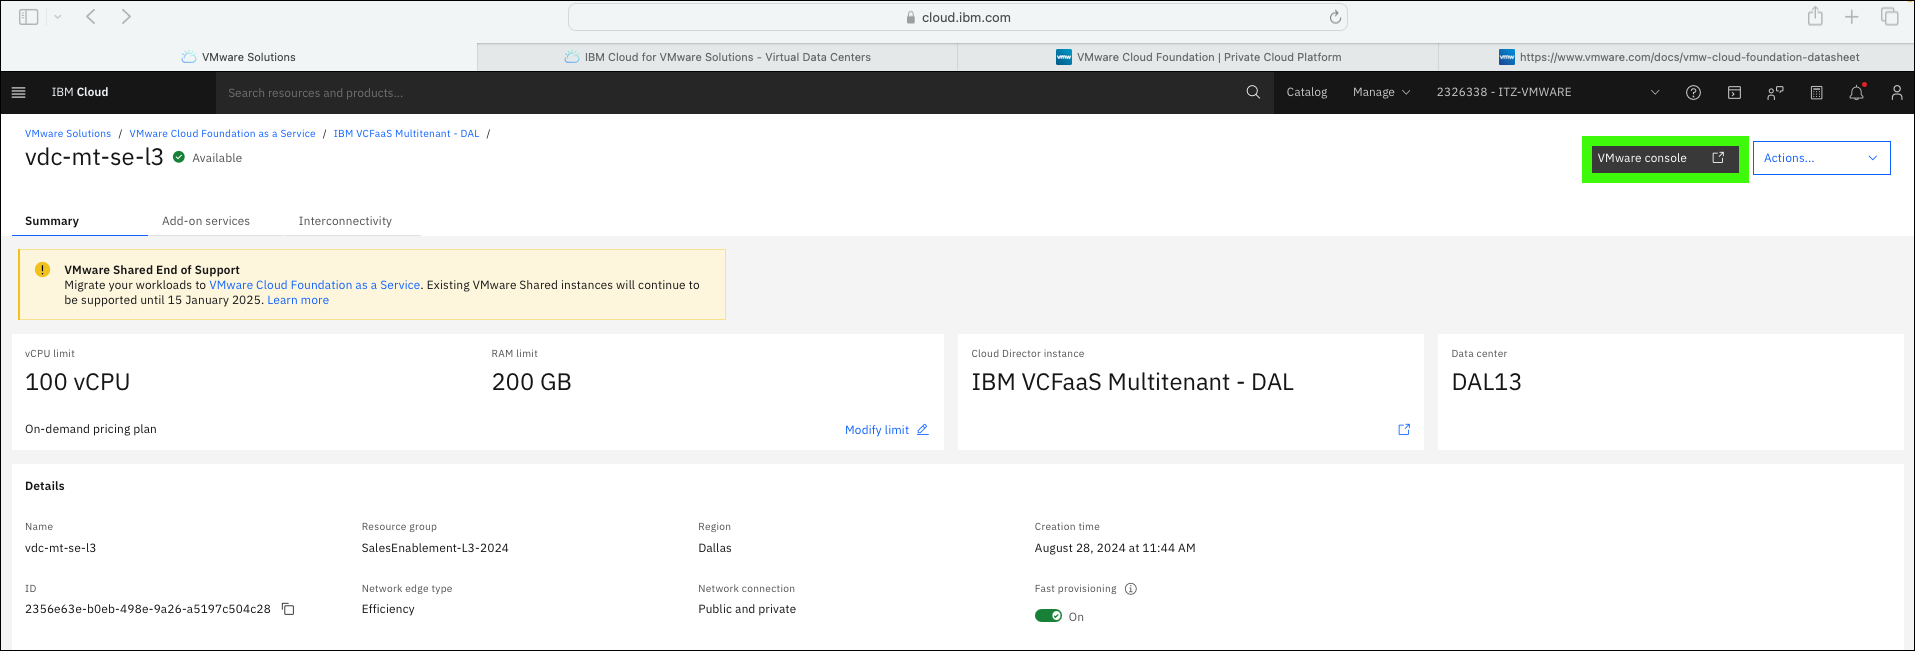 cloud.ibm.com
VMware Solutions
IBM Cloud for VMware Solutions - Virtual Data Centers
VMware Cloud Foundation | Private Cloud Platform
https://www.vmware.com/docs/vmw-cloud-foundation-datasheet
IBM Cloud
Search resources and products...
Catalog
Manage
2326338 - ITZ-VMWARE
VMware Solutions / VMware Cloud Foundation as a Service / IBM VCFaaS Multitenant - DAL /
vdc-mt-se-l3
Available
VMware console
Actions...
Summary
Add-on services
Interconnectivity
VMware Shared End of Support
Migrate your workloads to VMware Cloud Foundation as a Service. Existing VMware Shared instances will continue to
be supported until 15 January 2025. Learn more
vCPU limit
100 vCPU
RAM limit
200 GB
On-demand pricing plan
Modify limit
Cloud Director instance
IBM VCFaaS Multitenant - DAL
Data center
DAL13
Details
Name
vdc-mt-se-l3
Resource group
SalesEnablement-L3-2024
Region
Dallas
Creation time
August 28, 2024 at 11:44 AM
ID
2356e63e-b0eb-498e-9a26-a5197c504c28
Network edge type
Efficiency
Network connection
Public and private
Fast provisioning
On